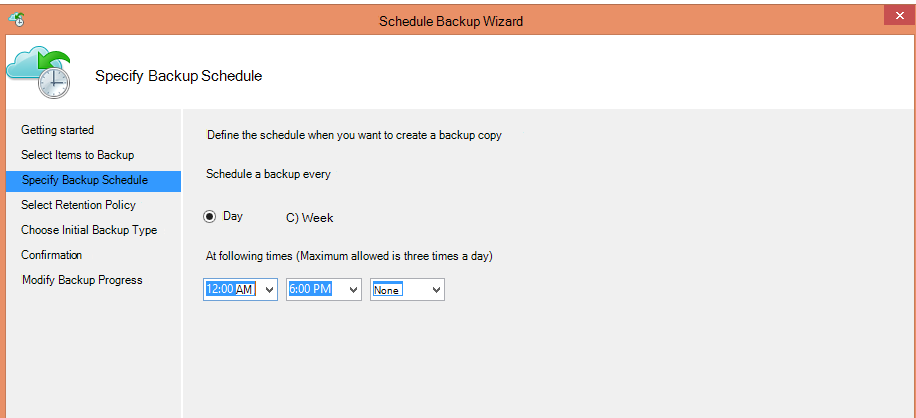 Schedule Backup Wizard
Specify Backup Schedule
Getting started
Select Items to Backup
Specify Backup Schedule
Select Retention Policy
Choose Initial Backup Type
Confirmation
Modify Backup Progress
Define the schedule when you want to create a backup copy
Schedule a backup every
Day C) Week
At following times (Maximum allowed is three times a day)
12:00 AM 6:00 PM None